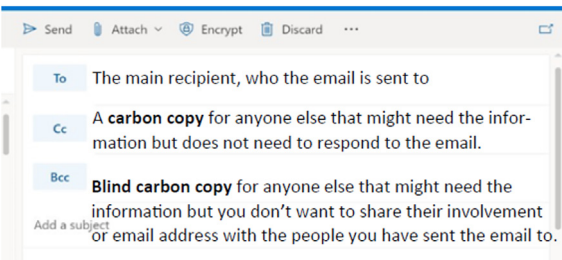 Send Attach Encrypt Discard ...
To The main recipient, who the email is sent to
A carbon copy for anyone else that might need the infor-
Cc
mation but does not need to respond to the email.
Bcc
Blind carbon copy for anyone else that might need the
information but you don't want to share their involvement
Add a subject
or email address with the people you have sent the email to.